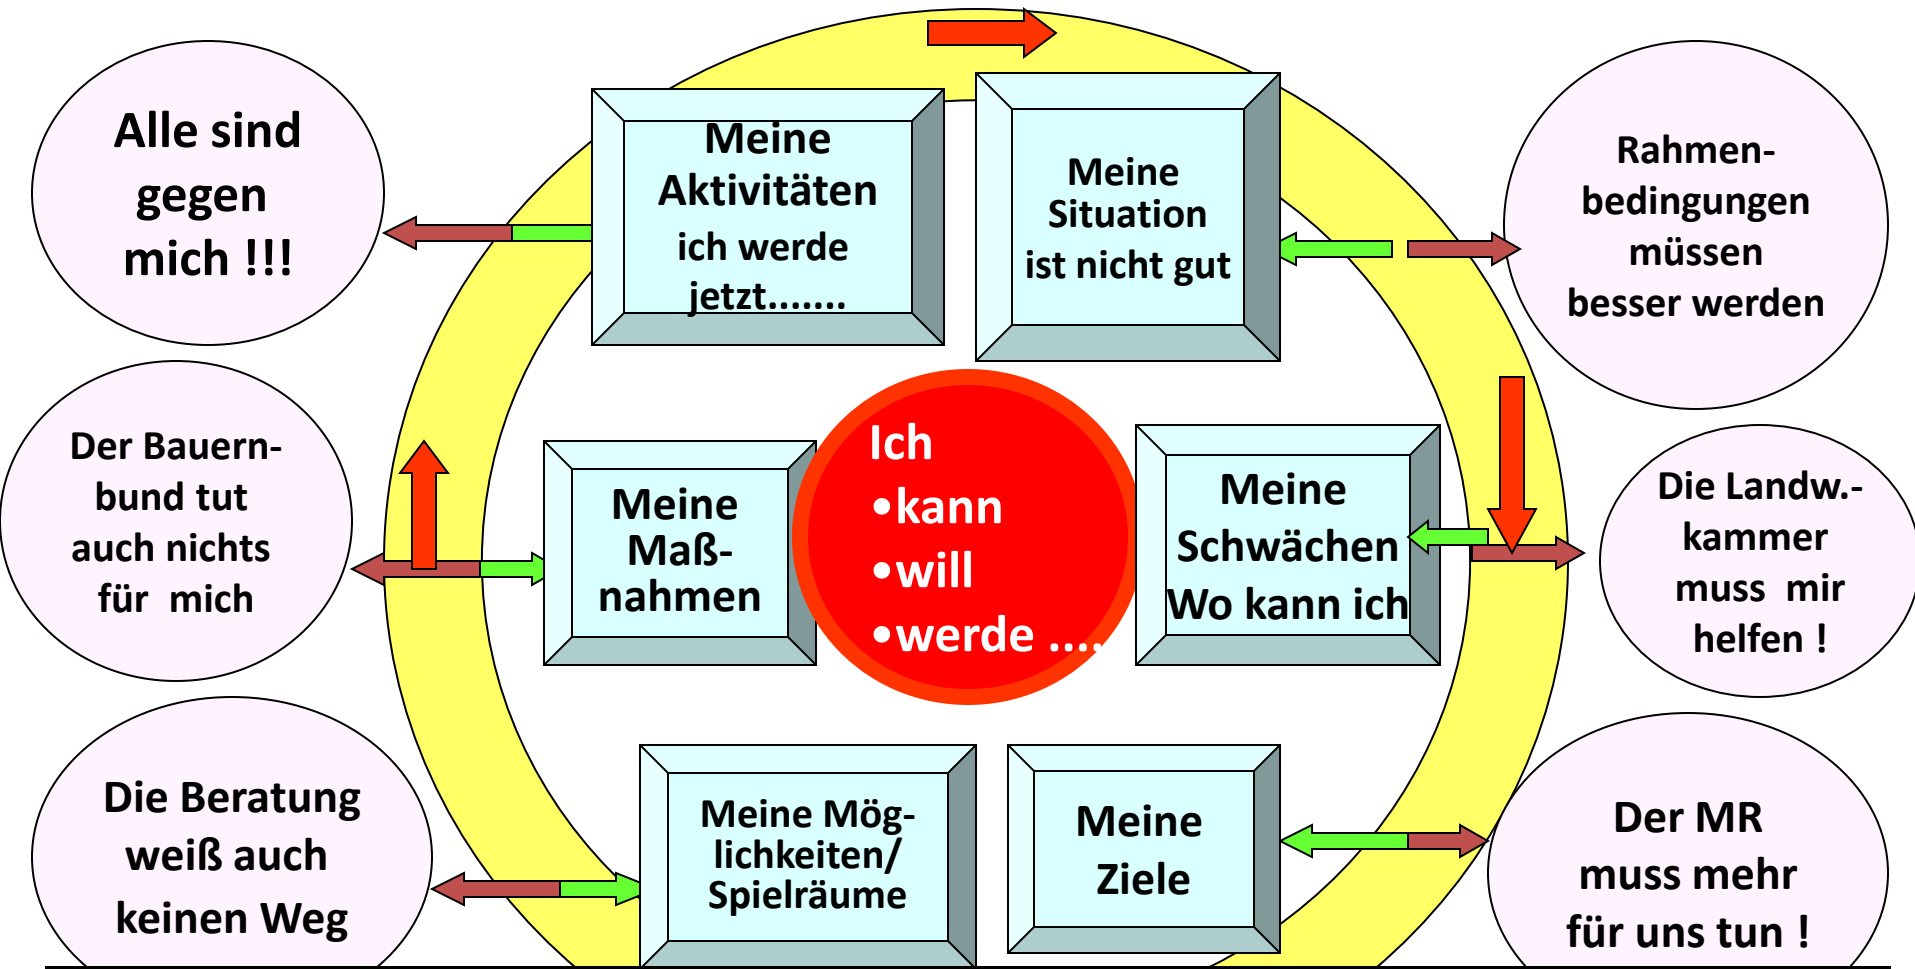 Alle sind
gegen
mich !!!
Meine
Aktivitäten
ich werde
jetzt.......
Meine
Situation
ist nicht gut
Rahmen-
bedingungen
müssen
besser werden
Der Bauern-
bund tut
auch nichts
für mich
Meine
Maß-
nahmen
Ich
•kann
•will
•werde ....
Meine
Schwächen
Wo kann ich
Die Landw.-
kammer
muss mir
helfen !
Die Beratung
weiß auch
keinen Weg
Meine Mög-
lichkeiten/
Spielräume
Meine
Ziele
Der MR
muss mehr
für uns tun !